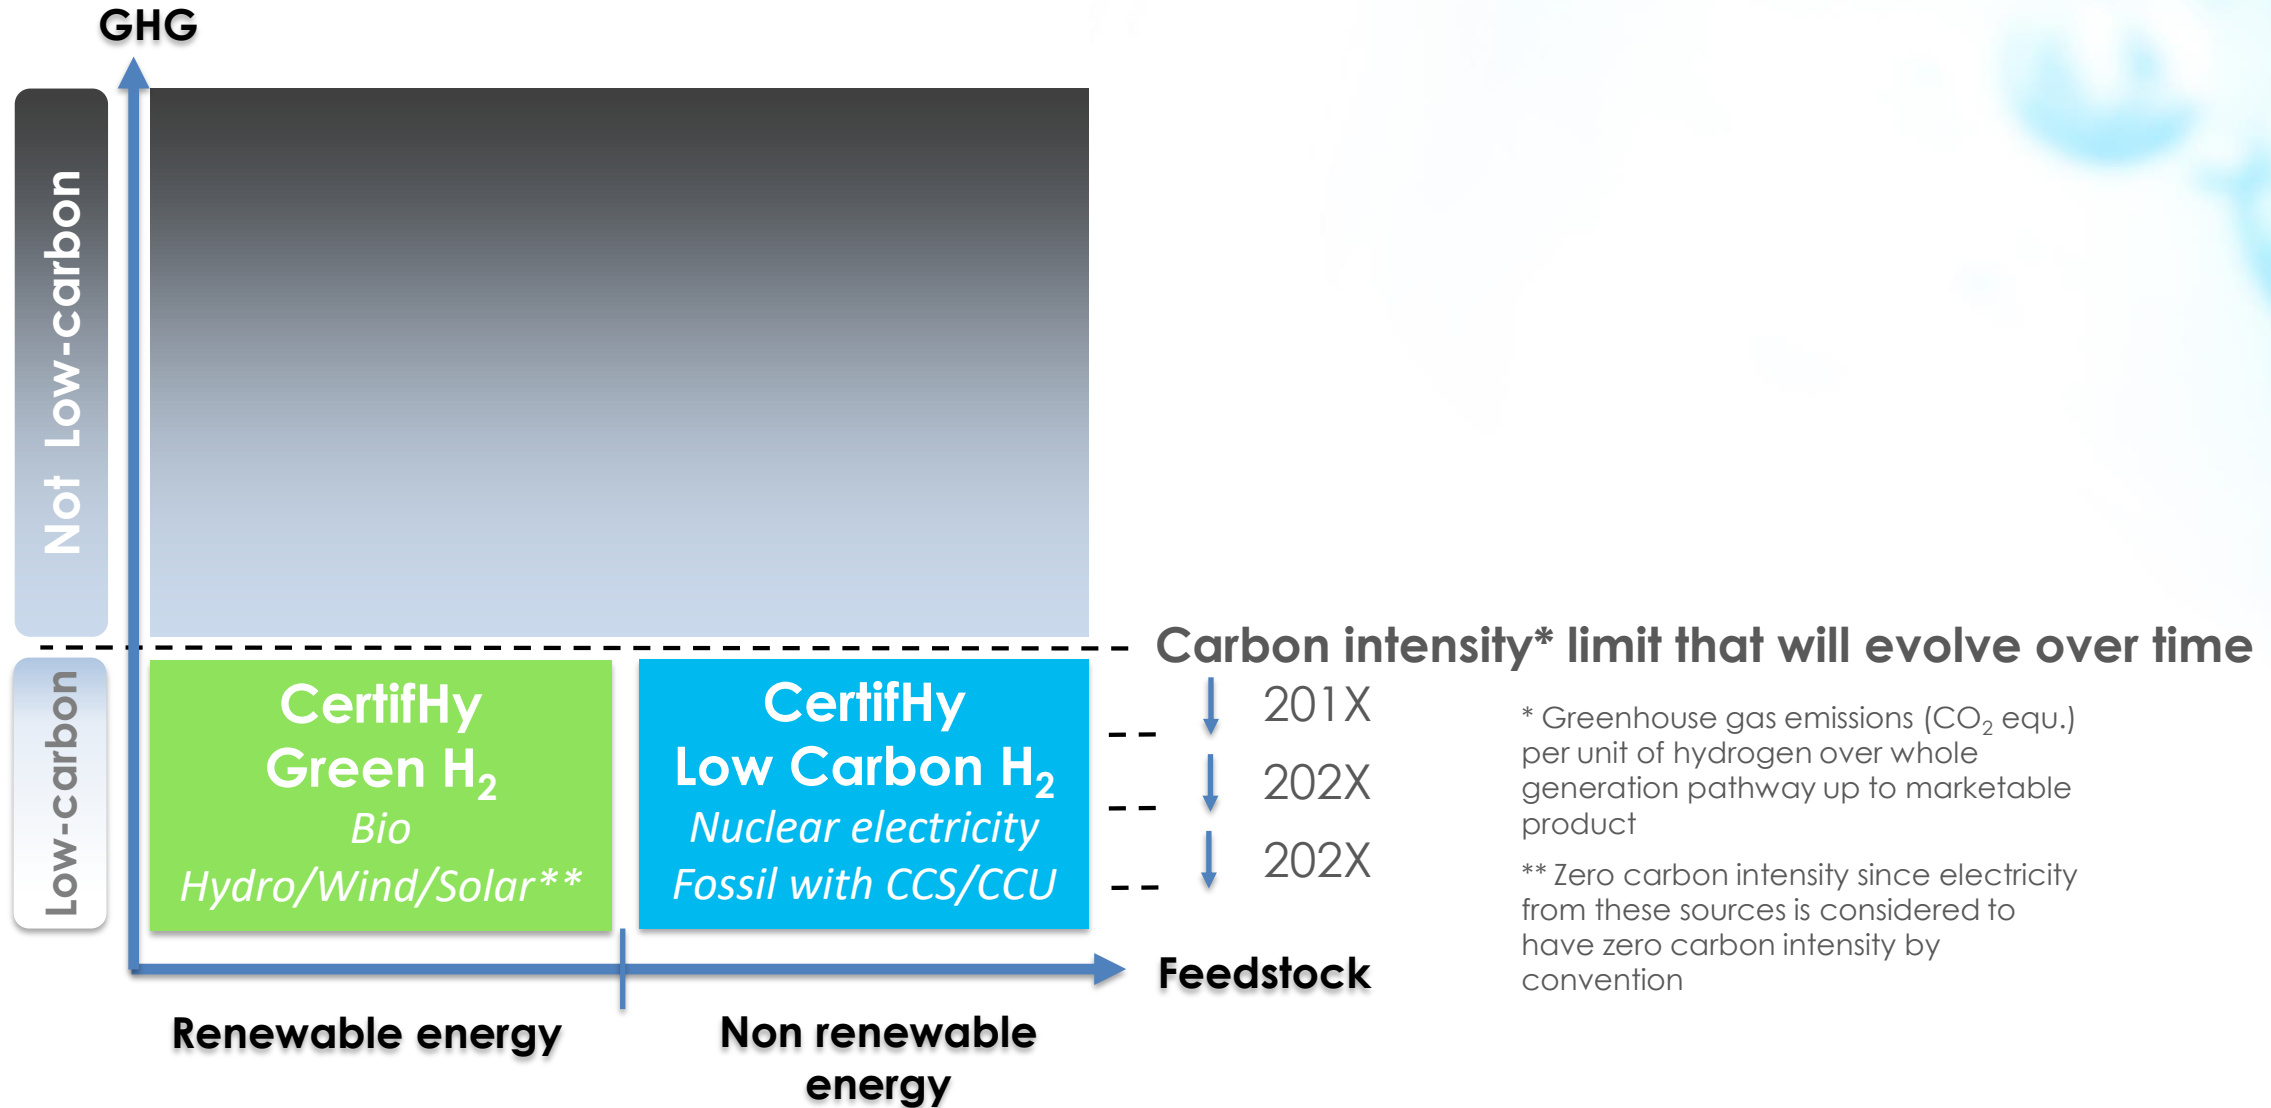 GHG
Not Low-carbon
Low-carbon
CertifHy
Green H₂
Bio
Hydro/Wind/Solar**
CertifHy
Low Carbon H₂
Nuclear electricity
Fossil with CCS/CCU
Carbon intensity* limit that will evolve over time
201X
202X
202X
* Greenhouse gas emissions (CO₂ equ.)
per unit of hydrogen over whole
generation pathway up to marketable
product
** Zero carbon intensity since electricity
from these sources is considered to
have zero carbon intensity by
convention
Feedstock
Renewable energy
Non renewable
energy